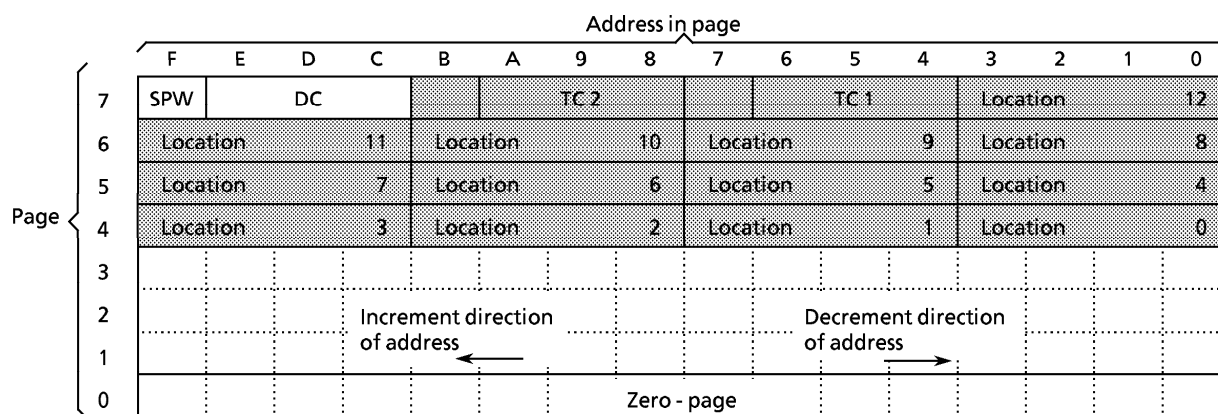 Address in page
F E D C B A 9 8 7 6 5 4 3 2 1 0
7 SPW DC TC 2 TC 1 Location 12
6 Location 11 Location 10 Location 9 Location 8
5 Location 7 Location 6 Location 5 Location 4
Page
4 Location 3 Location 2 Location 1 Location 0
3
2 Increment direction Decrement direction
of address of address
1
0 Zero - page